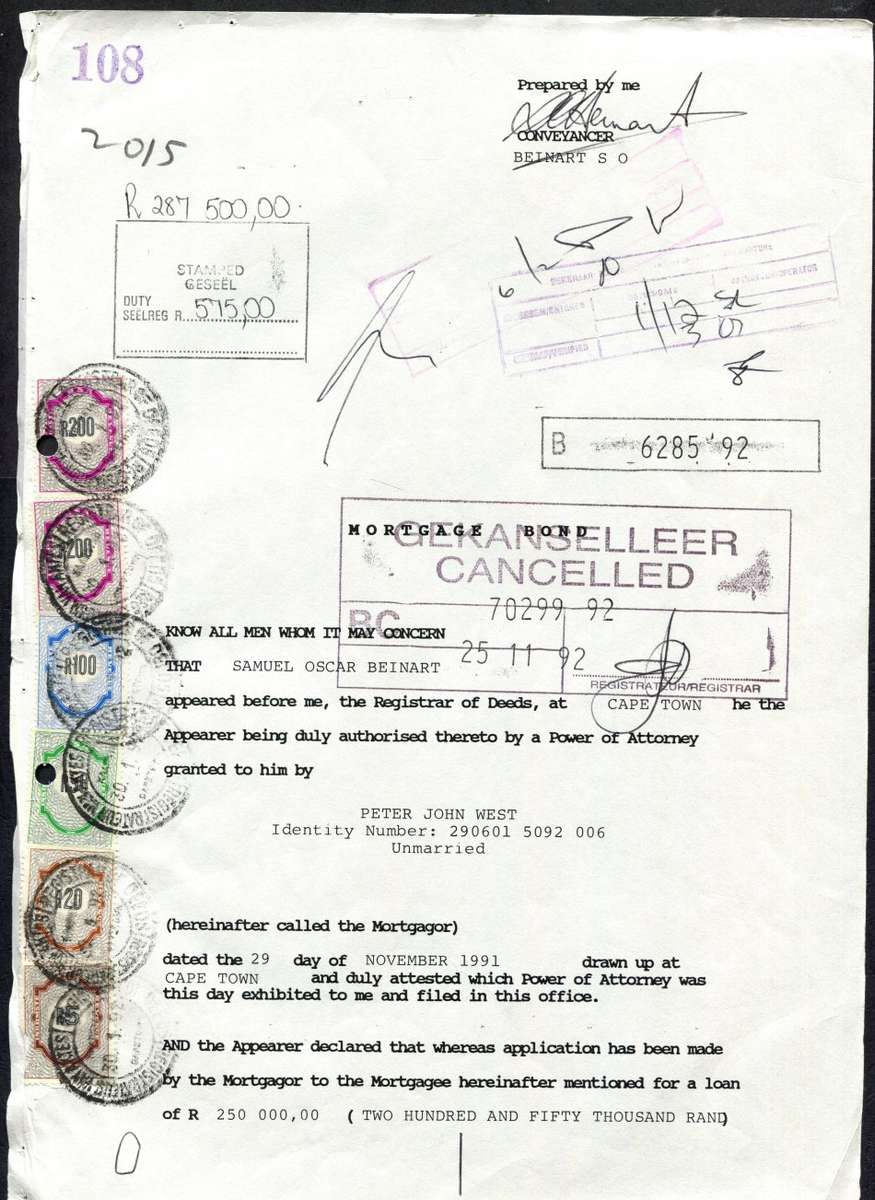 108
Prepared by me
CONVEYANCER
BEINART S O
2015
R 287 500,00
STAMPED
GESEËL
DUTY
SEËLREG R 575,00
B 6285 '92
MORTGAGE BOND
GEKANSELLEER
CANCELLED
BC 70299 92
25 11 92
REGISTRATEUR/REGISTRAR
KNOW ALL MEN WHOM IT MAY CONCERN
THAT SAMUEL OSCAR BEINART
appeared before me, the Registrar of Deeds, at CAPE TOWN he the
Appearer being duly authorised thereto by a Power of Attorney
granted to him by
PETER JOHN WEST
Identity Number: 290601 5092 006
Unmarried
(hereinafter called the Mortgagor)
dated the 29 day of NOVEMBER 1991 drawn up at
CAPE TOWN and duly attested which Power of Attorney was
this day exhibited to me and filed in this office.
AND the Appearer declared that whereas application has been made
by the Mortgagor to the Mortgagee hereinafter mentioned for a loan
of R 250 000,00 ( TWO HUNDRED AND FIFTY THOUSAND RAND)
R200
R200
R100
R20